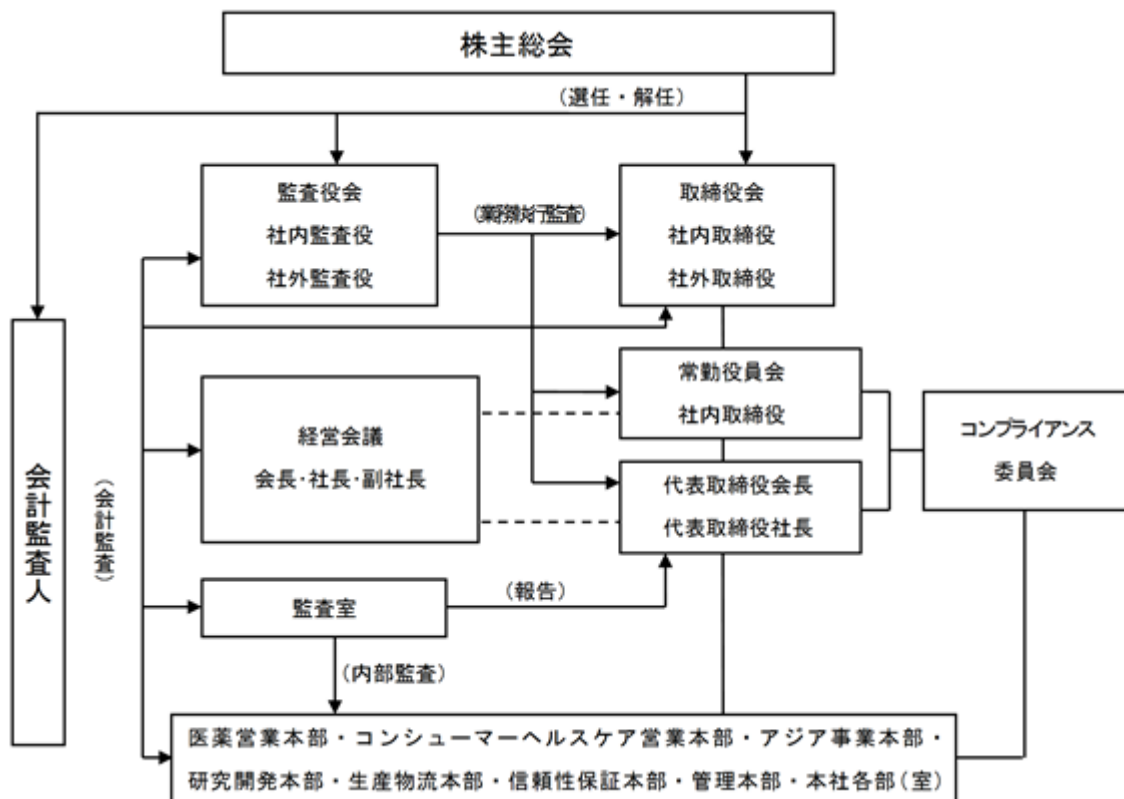 株主総会
(選任・解任)
監査役会
社内監査役
社外監査役
(業務執行監査)
取締役会
社内取締役
社外取締役
常勤役員会
社内取締役
経営会議
会長・社長・副社長
代表取締役会長
代表取締役社長
コンプライアンス
委員会
会計監査人
(会計監査)
監査室
(報告)
(内部監査)
医薬営業本部・コンシューマーヘルスケア営業本部・アジア事業本部・
研究開発本部・生産物流本部・信頼性保証本部・管理本部・本社各部(室)